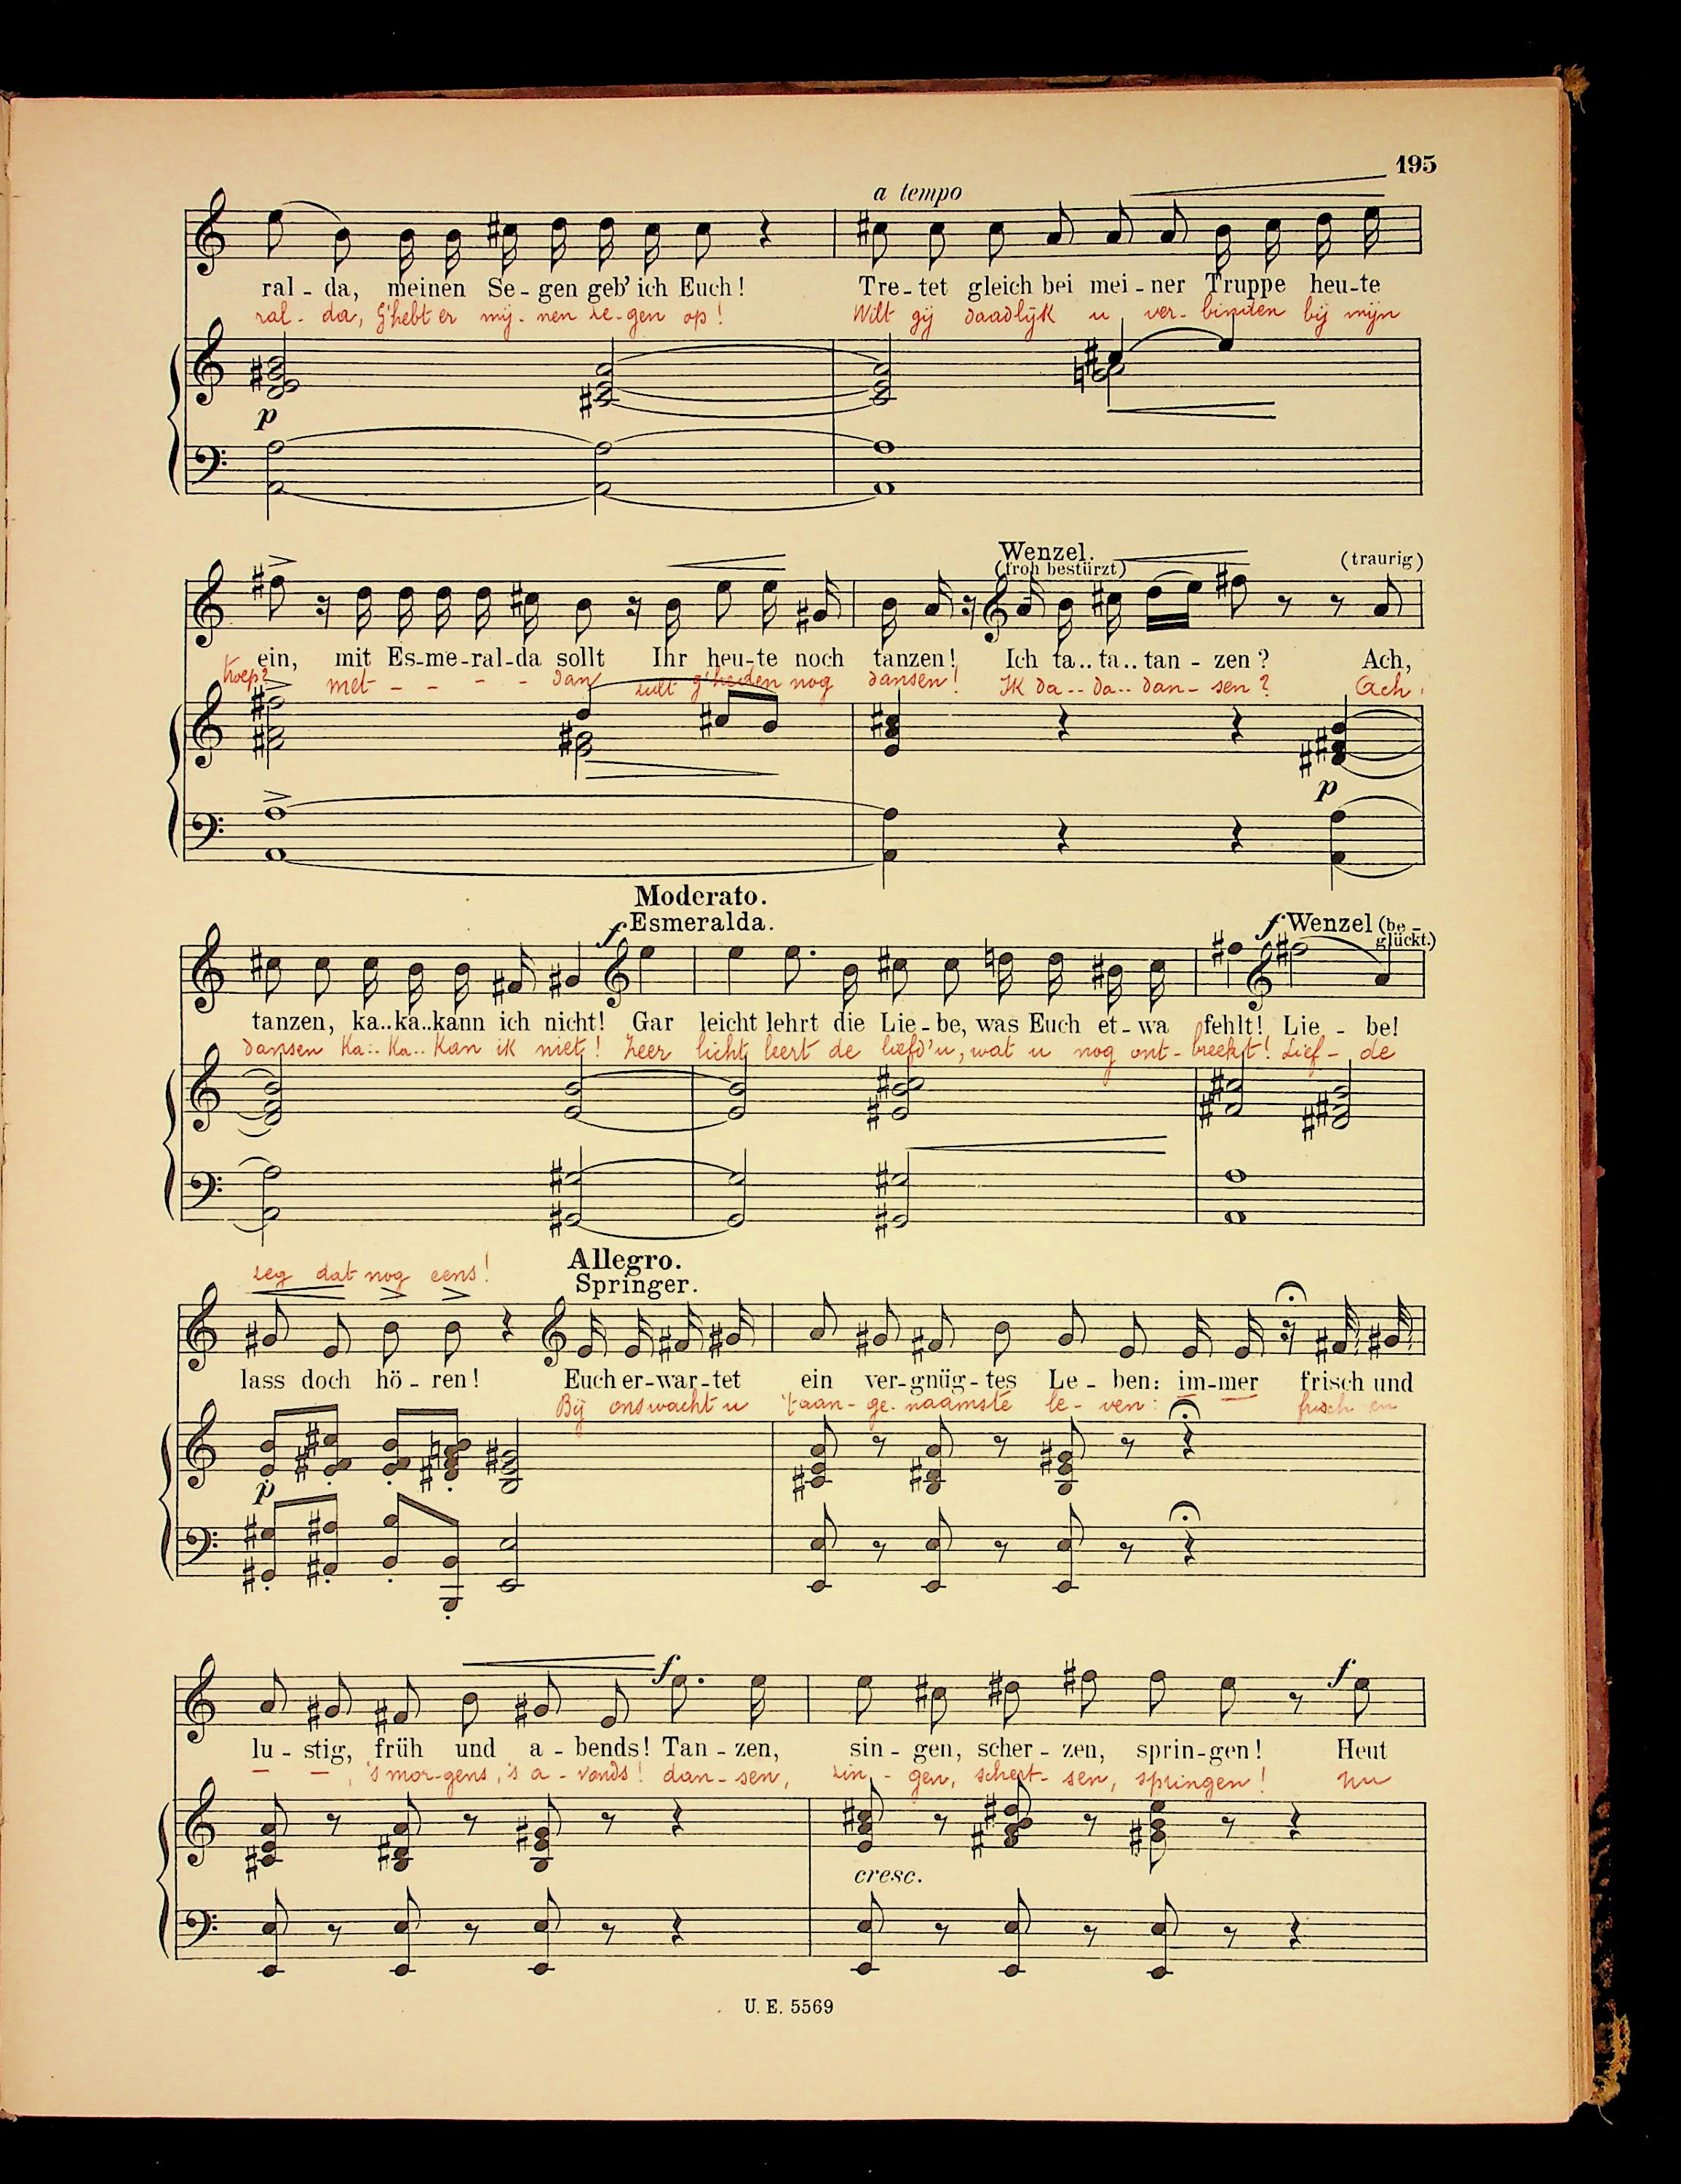 195
a tempo
ral - da, meinen Se - gen geb' ich Euch! Tre - tet gleich bei mei - ner Truppe heu - te
ral - da, G'hebt er mij - nen ze - gen op! Wilt gij daadlijk u ver - binden bij mijn
p
Wenzel.
(froh bestürzt) (traurig)
ein, mit Es - me - ral - da sollt Ihr heu - te noch tanzen! Ich ta.. ta.. tan - zen? Ach,
troep? met - - - - - dan zult g'heiden nog dansen! Ik da.. da.. dan - sen? Ach,
p
Moderato.
f Esmeralda. f Wenzel (be -
glückt.)
tanzen, ka.. ka.. kann ich nicht! Gar leicht lehrt die Lie - be, was Euch et - wa fehlt! Lie - be!
dansen Ka.. Ka.. Kan ik niet! Zeer licht leert de liefd'u, wat u nog ont - breekt! Lief - de
Allegro.
zeg dat nog eens!
Springer.
lass doch hö - ren! Euch er - war - tet ein ver - gnüg - tes Le - ben: im - mer frisch und
Bij ons wacht u 't aan - ge - naamste le - ven: frisch en
p
f f
lu - stig, früh und a - bends! Tan - zen, sin - gen, scher - zen, sprin - gen! Heut
— —, 's mor - gens, 's a - vonds! dan - sen, zin - gen, schert - sen, springen! nu
cresc.
U. E. 5569